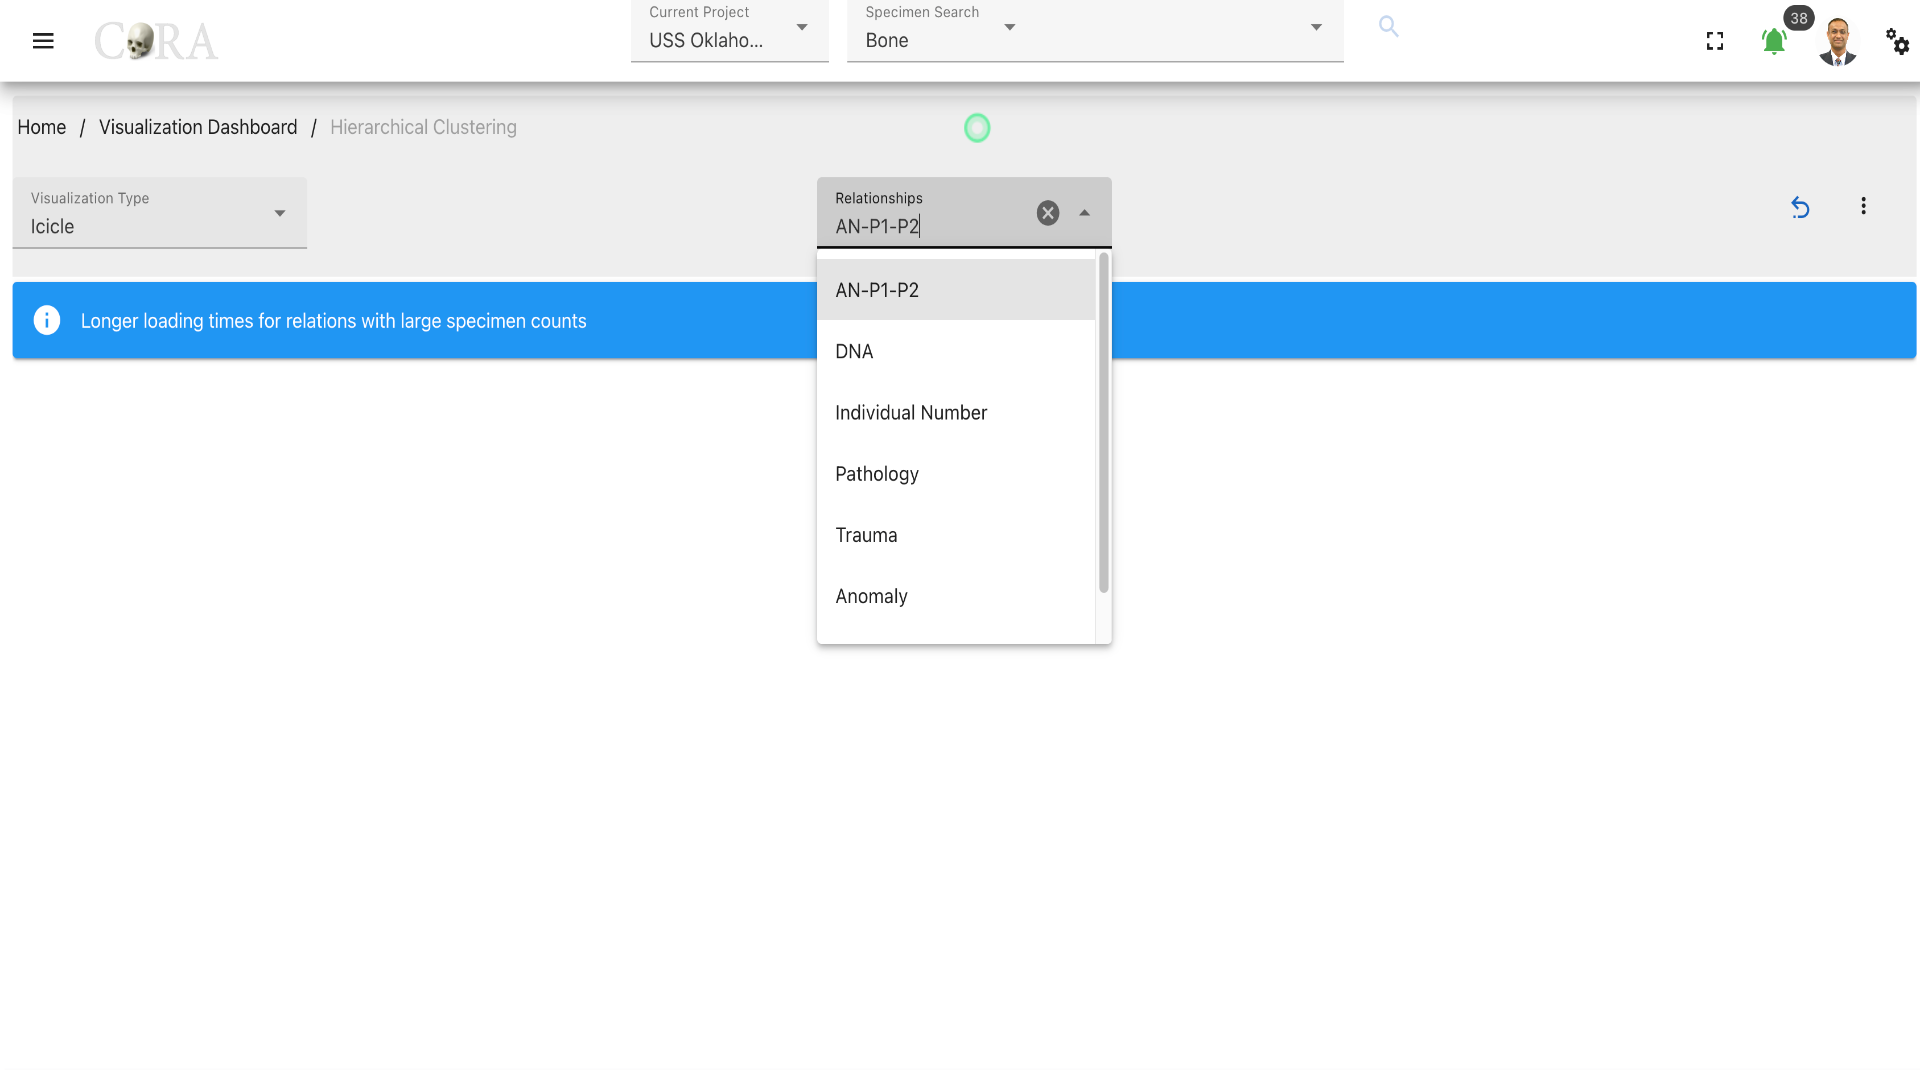 CORA
Current Project
USS Oklaho...
Specimen Search
Bone
38
Home / Visualization Dashboard / Hierarchical Clustering
Visualization Type
Icicle
Relationships
AN-P1-P2
Longer loading times for relations with large specimen counts
AN-P1-P2
DNA
Individual Number
Pathology
Trauma
Anomaly